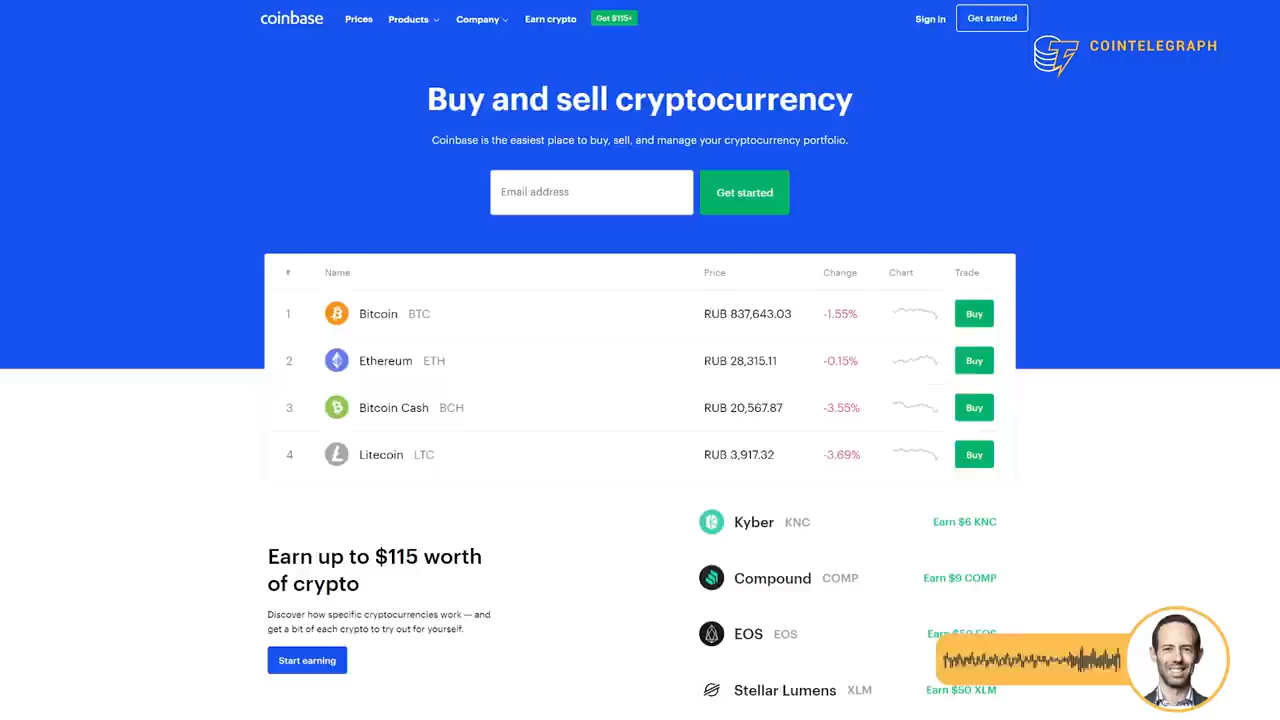 coinbase
Prices
Products
Company
Earn crypto
Get $115+
Sign in
Get started
COINTELEGRAPH
Buy and sell cryptocurrency
Coinbase is the easiest place to buy, sell, and manage your cryptocurrency portfolio.
Email address
Get started
# Name Price Change Chart Trade
1 Bitcoin BTC RUB 837,643.03 -1.55% Buy
2 Ethereum ETH RUB 28,315.11 -0.15% Buy
3 Bitcoin Cash BCH RUB 20,567.87 -3.55% Buy
4 Litecoin LTC RUB 3,917.32 -3.69% Buy
Earn up to $115 worth
of crypto
Discover how specific cryptocurrencies work — and
get a bit of each crypto to try out for yourself.
Start earning
Kyber KNC Earn $6 KNC
Compound COMP Earn $9 COMP
EOS EOS Earn $50 EOS
Stellar Lumens XLM Earn $50 XLM